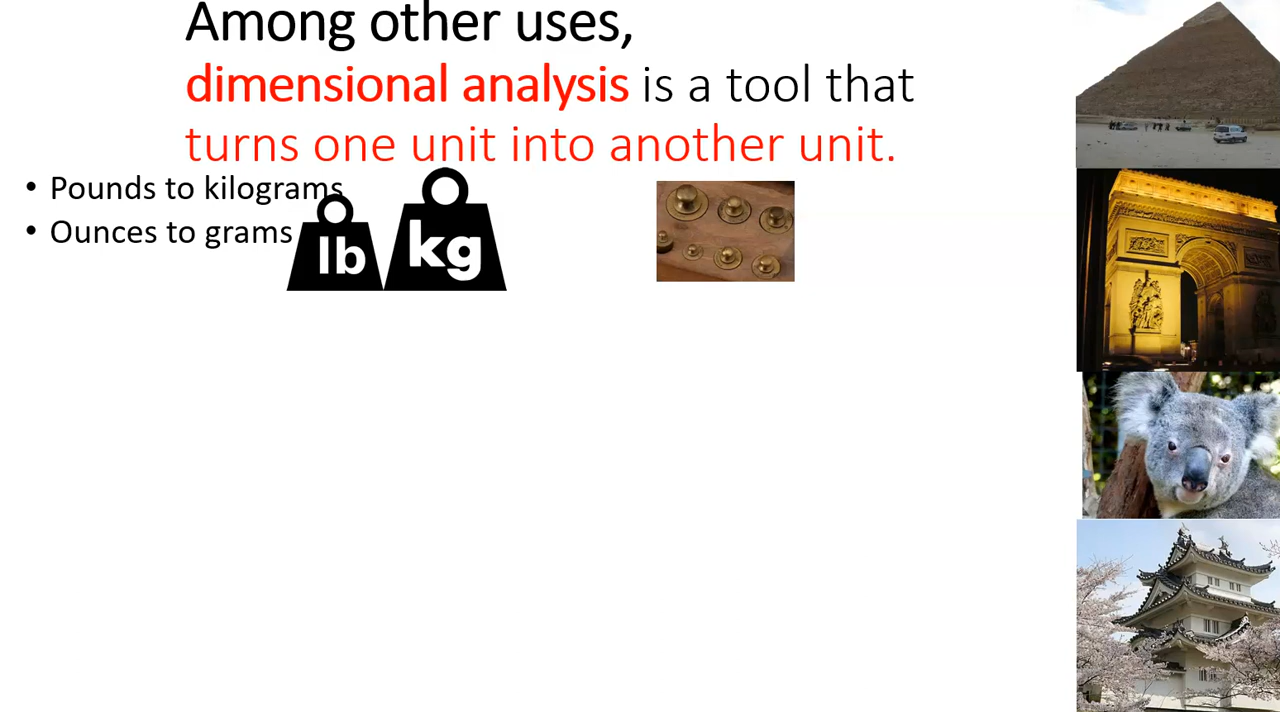 Among other uses,
dimensional analysis is a tool that
turns one unit into another unit.
• Pounds to kilograms
• Ounces to grams
lb
kg